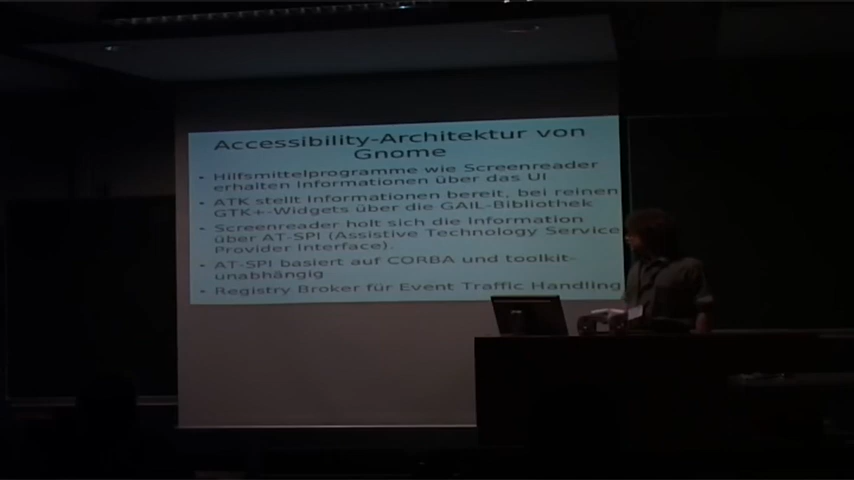 Accessibility-Architektur von
Gnome
• Hilfsmittelprogramme wie Screenreader
erhalten Informationen über das UI
• ATK stellt Informationen bereit, bei reinen
GTK+-Widgets über die GAIL-Bibliothek
• Screenreader holt sich die Information
über AT-SPI (Assistive Technology Service
Provider Interface).
• AT-SPI basiert auf CORBA und ist toolkit-
unabhängig
• Registry Broker für Event Traffic Handling